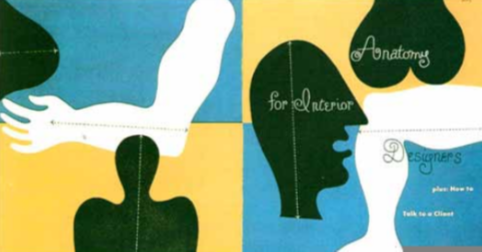 Anatomy
for Interior
Designers
plus: How to
Talk to a Client